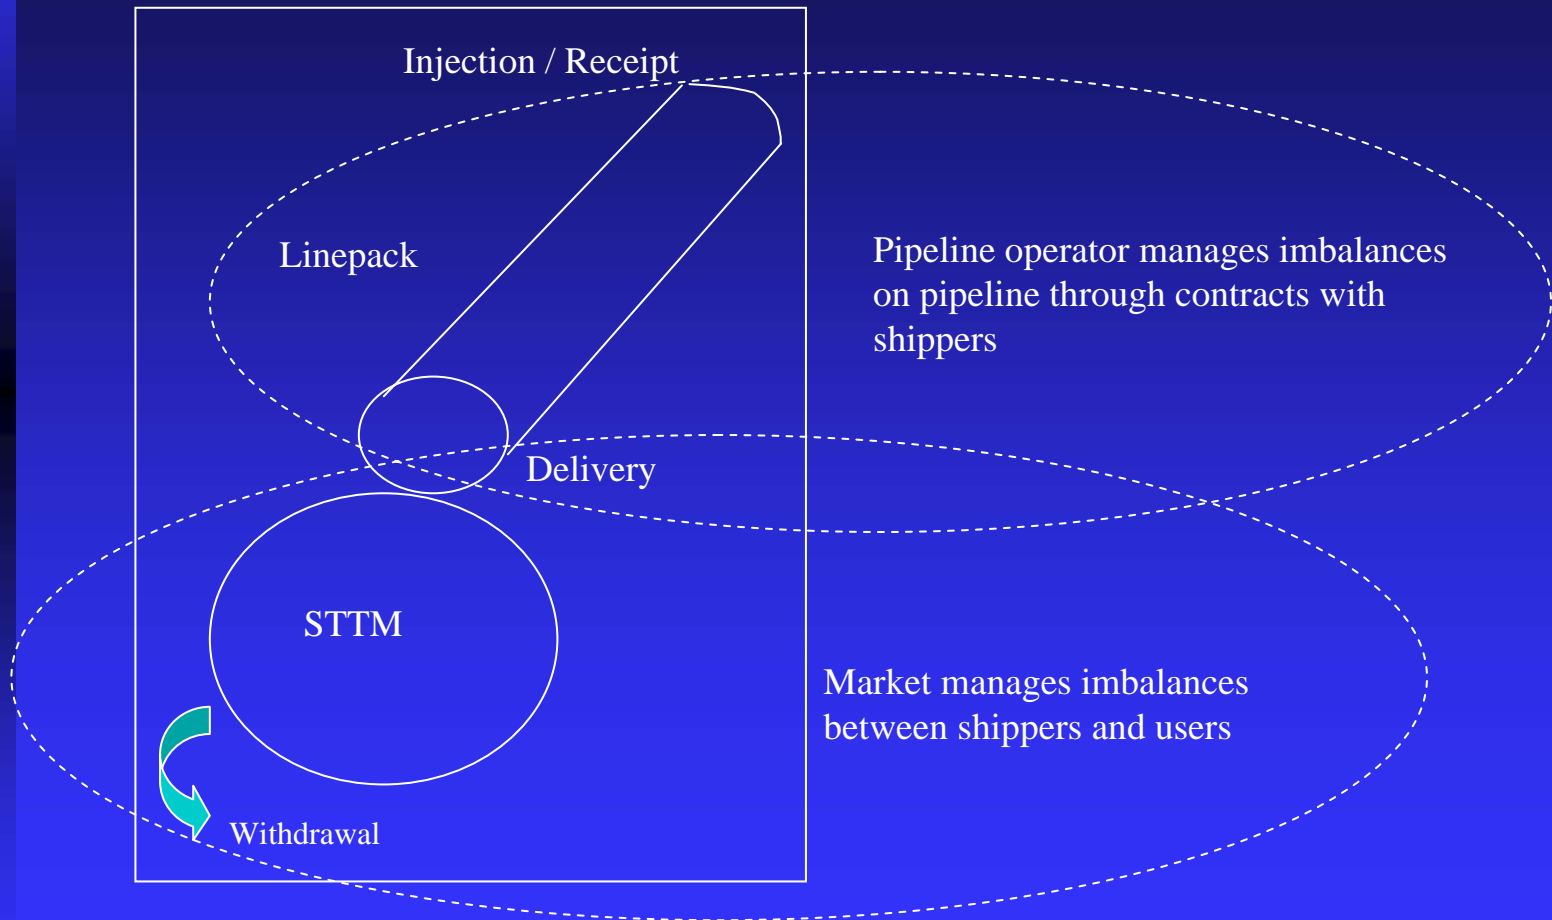 Injection / Receipt
Linepack
Pipeline operator manages imbalances
on pipeline through contracts with
shippers
Delivery
STTM
Market manages imbalances
between shippers and users
Withdrawal